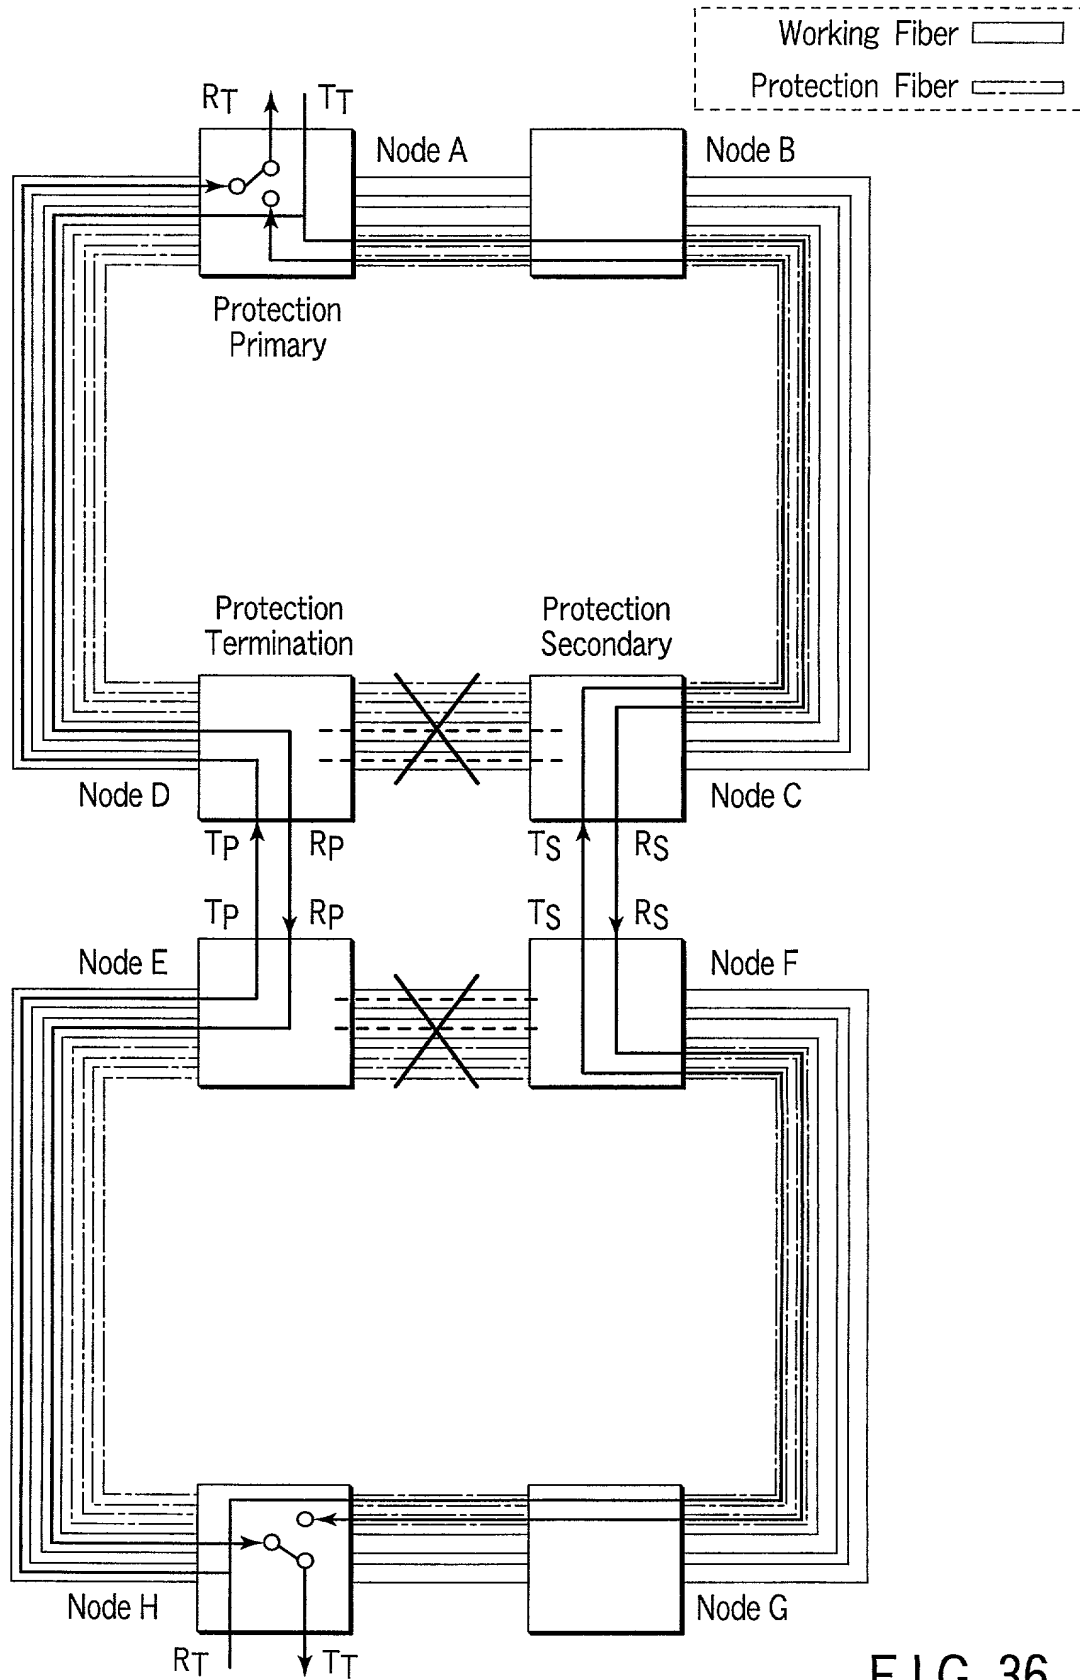 Working Fiber
Protection Fiber
RT TT
Node A
Node B
Protection
Primary
Protection
Termination
Protection
Secondary
Node D
Node C
TP RP
TS RS
TP RP
TS RS
Node E
Node F
Node H
Node G
RT TT
FIG. 36